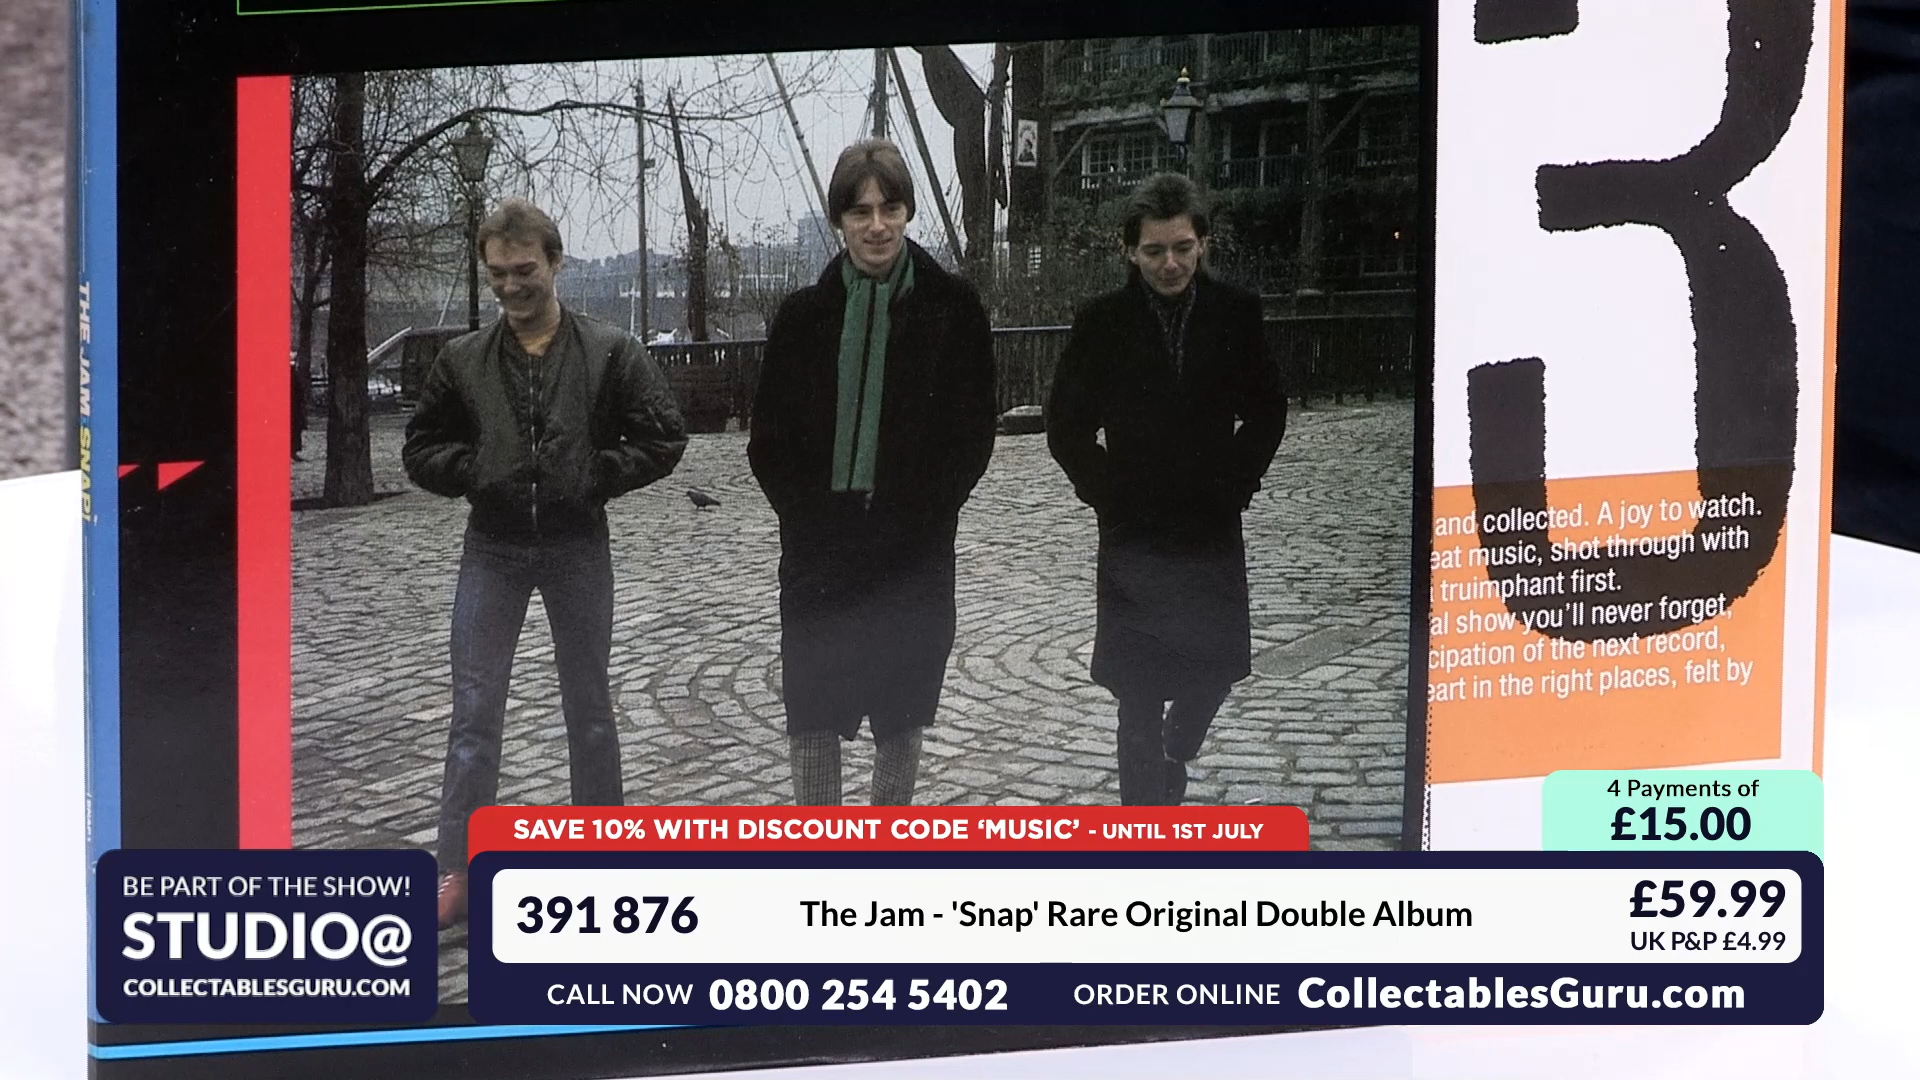 THE JAM SNAP!
3
and collected. A joy to watch.
eat music, shot through with
truimphant first.
al show you'll never forget,
cipation of the next record,
eart in the right places, felt by
4 Payments of
£15.00
SAVE 10% WITH DISCOUNT CODE ‘MUSIC’ - UNTIL 1ST JULY
BE PART OF THE SHOW!
STUDIO@
COLLECTABLESGURU.COM
391 876
The Jam - 'Snap' Rare Original Double Album
£59.99
UK P&P £4.99
CALL NOW 0800 254 5402
ORDER ONLINE CollectablesGuru.com